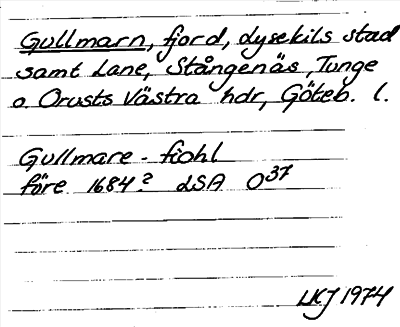 Gullmarn, fjord, Lysekils stad
samt Lane, Stångenäs, Tunge
o. Orusts Västra hdr, Göteb. l.
Gullmare-fiohl
före 1684? LSA O37
LKJ 1974